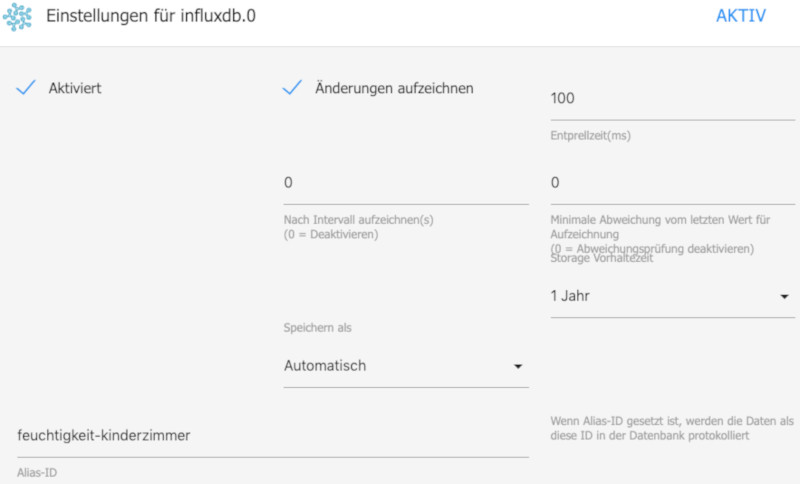 Einstellungen für influxdb.0
AKTIV
Aktiviert
Änderungen aufzeichnen
100
Entprellzeit(ms)
0
Nach Intervall aufzeichnen(s)
(0 = Deaktivieren)
0
Minimale Abweichung vom letzten Wert für
Aufzeichnung
(0 = Abweichungsprüfung deaktivieren)
Storage Vorhaltezeit
1 Jahr
Speichern als
Automatisch
feuchtigkeit-kinderzimmer
Alias-ID
Wenn Alias-ID gesetzt ist, werden die Daten als
diese ID in der Datenbank protokolliert